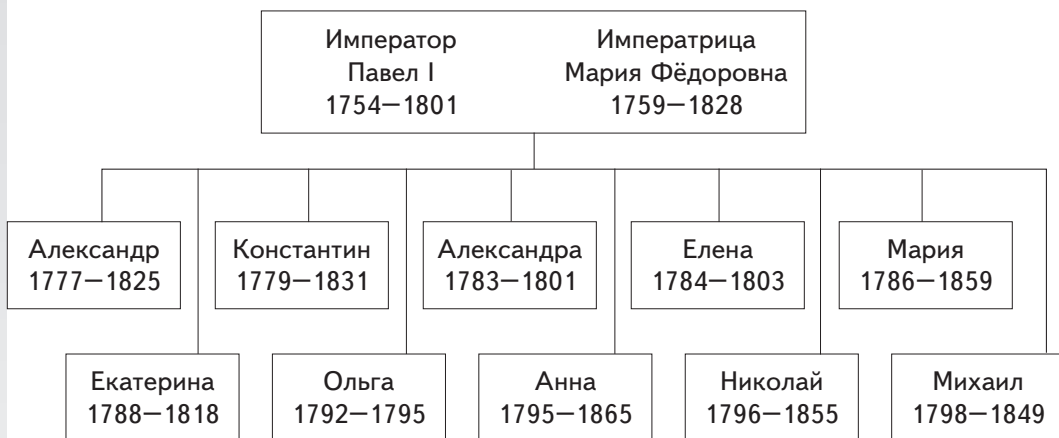 Император
Павел I
1754—1801
Императрица
Мария Фёдоровна
1759—1828
Александр
1777—1825
Константин
1779—1831
Александра
1783—1801
Елена
1784—1803
Мария
1786—1859
Екатерина
1788—1818
Ольга
1792—1795
Анна
1795—1865
Николай
1796—1855
Михаил
1798—1849